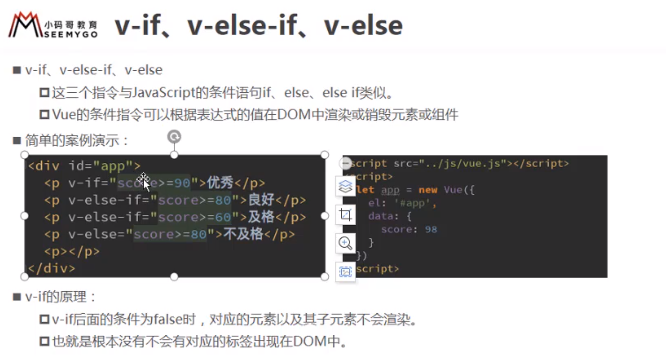 小码哥教育
SEEMYGO
v-if、v-else-if、v-else
v-if、v-else-if、v-else
这三个指令与JavaScript的条件语句if、else、else if类似。
Vue的条件指令可以根据表达式的值在DOM中渲染或销毁元素或组件
简单的案例演示：
<div id="app">
<p v-if="score>=90">优秀</p>
<p v-else-if="score>=80">良好</p>
<p v-else-if="score>=60">及格</p>
<p v-else="score>=80">不及格</p>
<p></p>
</div>
script src="../js/vue.js"></script>
script>
let app = new Vue({
el: '#app',
data: {
score: 98
}
})
script>
v-if的原理：
v-if后面的条件为false时，对应的元素以及其子元素不会渲染。
也就是根本没有不会有对应的标签出现在DOM中。